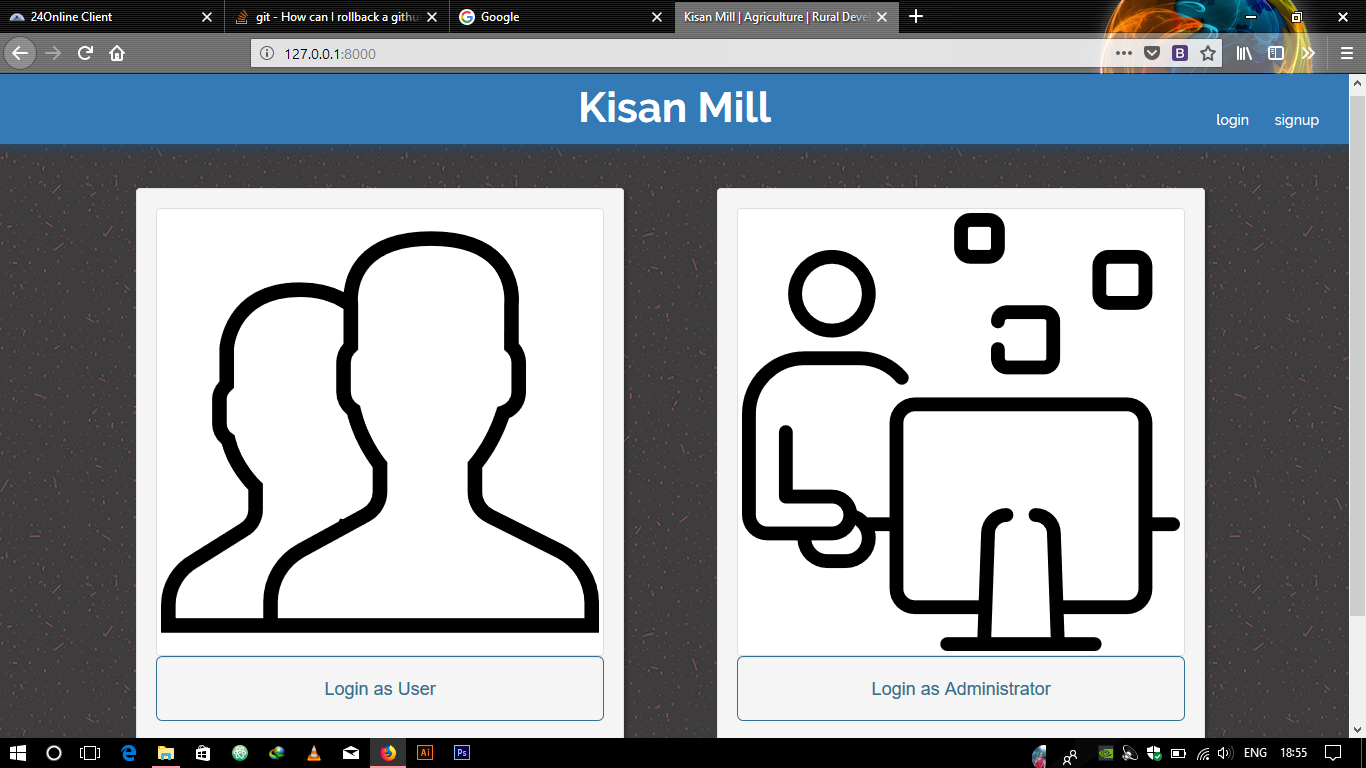 24Online Client
git - How can I rollback a githu
Google
Kisan Mill | Agriculture | Rural Deve
127.0.0.1:8000
B
Kisan Mill
login
signup
Login as User
Login as Administrator
Ai
Ps
ENG
18:55